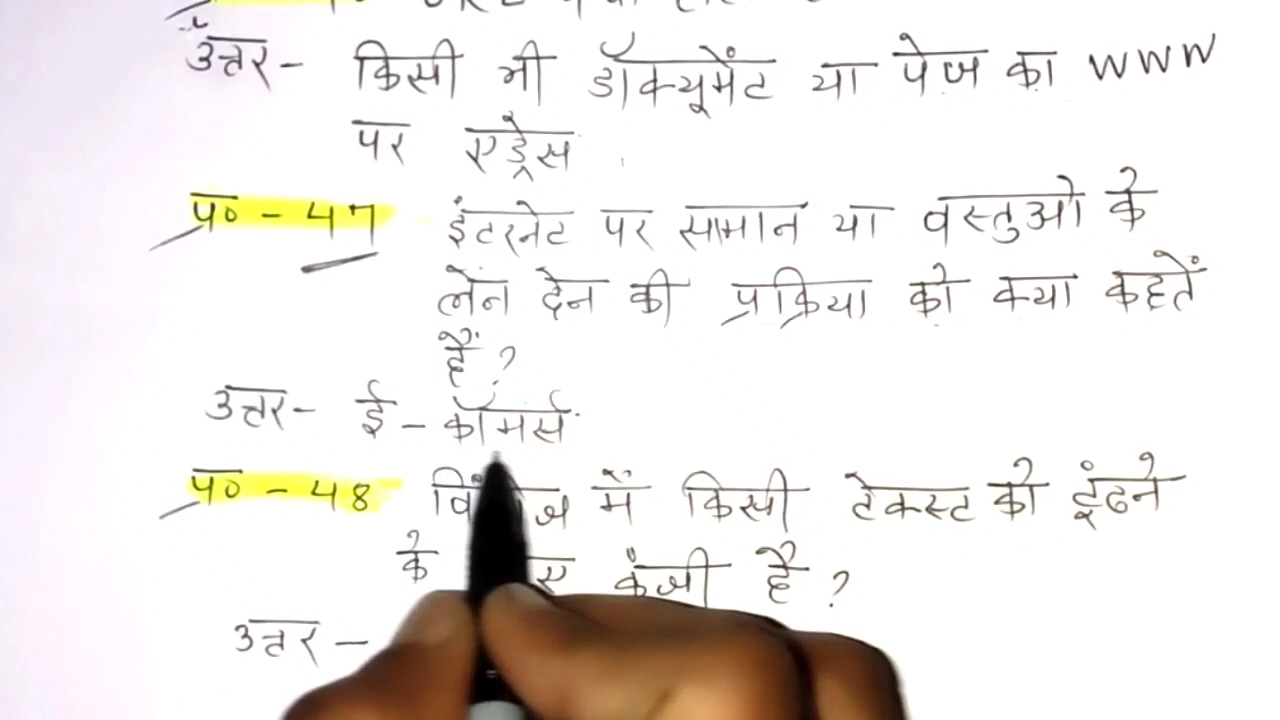 उत्तर- किसी भी डॉक्यूमेंट या पेज का WWW
पर एड्रेस
प्र० - 47 इंटरनेट पर सामान या वस्तुओ के
लेन देन की प्रक्रिया को क्या कहतें
हैं?
उत्तर- ई - कॉमर्स
प्र० - 48 में किसी टेक्स्ट को ढूंढने
के कुंजी है?
उत्तर -